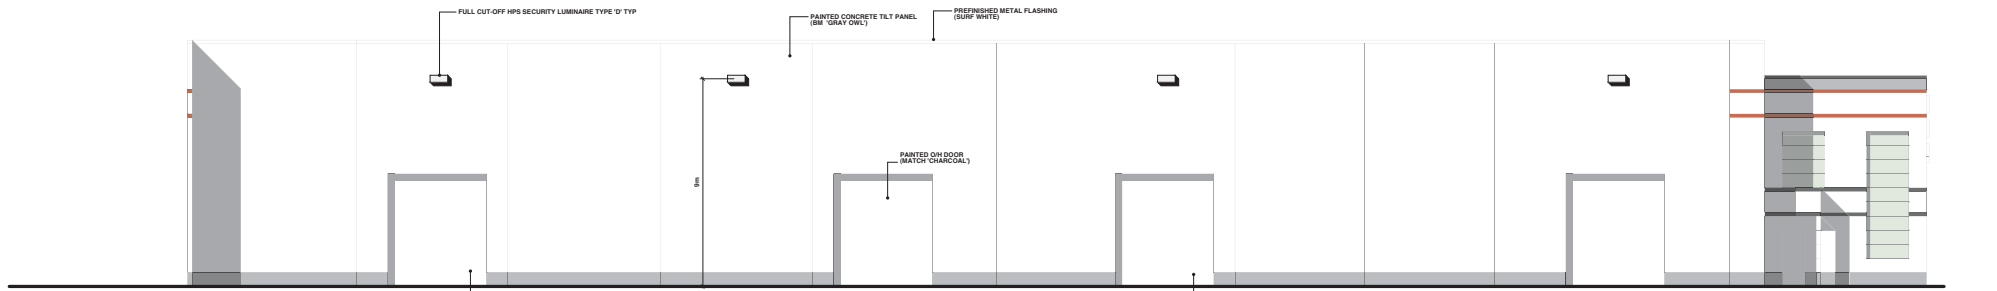 FULL CUT-OFF HPS SECURITY LUMINAIRE TYPE 'D' TYP
PAINTED CONCRETE TILT PANEL
(BM 'GRAY OWL')
PREFINISHED METAL FLASHING
(SURF WHITE)
PAINTED O/H DOOR
(MATCH 'CHARCOAL')
9m